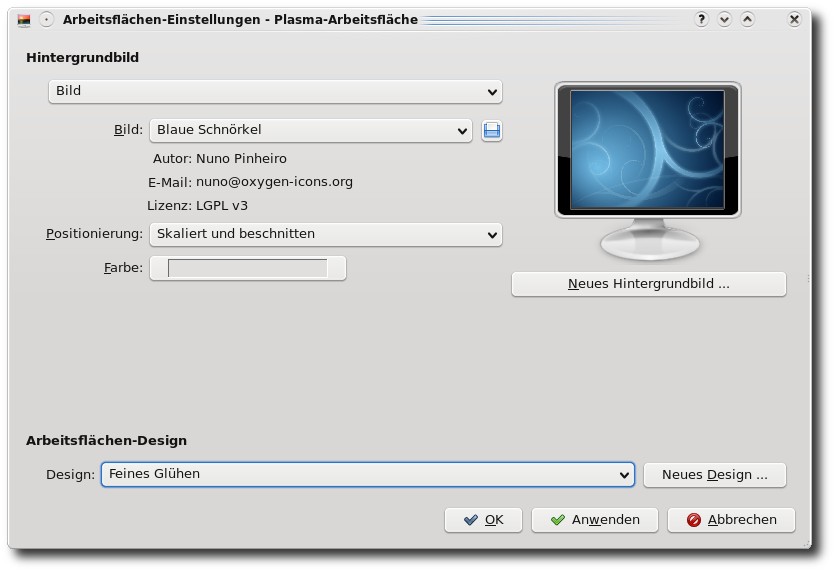 Arbeitsflächen-Einstellungen - Plasma-Arbeitsfläche
?
Hintergrundbild
Bild
Bild: Blaue Schnörkel
Autor: Nuno Pinheiro
E-Mail: nuno@oxygen-icons.org
Lizenz: LGPL v3
Positionierung: Skaliert und beschnitten
Farbe:
Neues Hintergrundbild ...
Arbeitsflächen-Design
Design: Feines Glühen
Neues Design ...
OK Anwenden Abbrechen